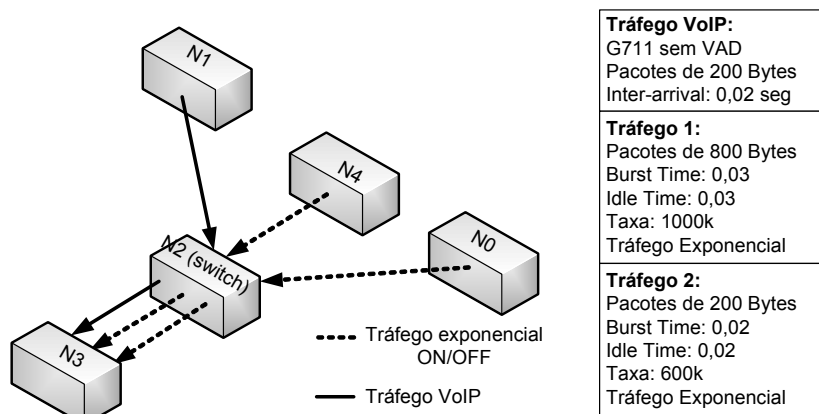 N1
N4
N0
N2 (switch)
N3
Tráfego exponencial
ON/OFF
Tráfego VoIP
Tráfego VoIP:
G711 sem VAD
Pacotes de 200 Bytes
Inter-arrival: 0,02 seg
Tráfego 1:
Pacotes de 800 Bytes
Burst Time: 0,03
Idle Time: 0,03
Taxa: 1000k
Tráfego Exponencial
Tráfego 2:
Pacotes de 200 Bytes
Burst Time: 0,02
Idle Time: 0,02
Taxa: 600k
Tráfego Exponencial